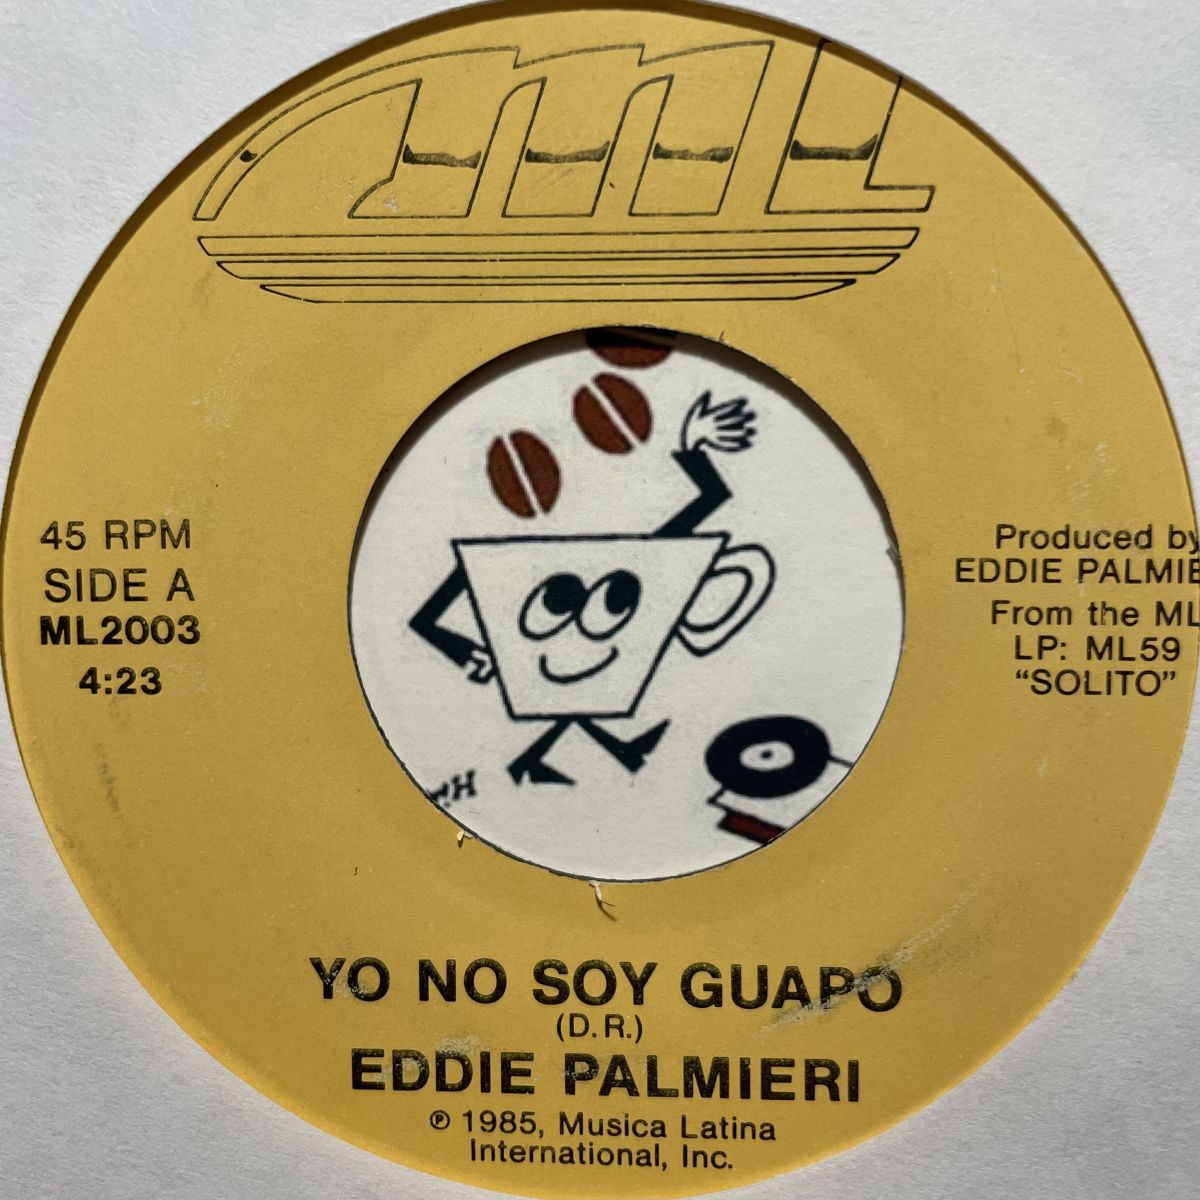 45 RPM
SIDE A
ML2003
4:23
Produced by
EDDIE PALMIE
From the ML
LP: ML59
“SOLITO”
YO NO SOY GUAPO
(D.R.)
EDDIE PALMIERI
℗ 1985, Musica Latina
International, Inc.